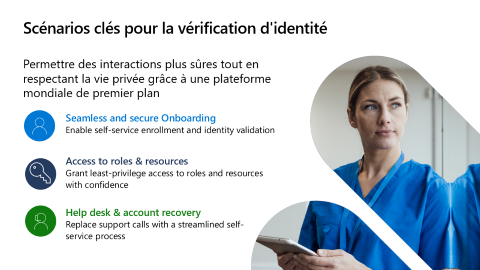 Scénarios clés pour la vérification d'identité
Permettre des interactions plus sûres tout en
respectant la vie privée grâce à une plateforme
mondiale de premier plan
Seamless and secure Onboarding
Enable self-service enrollment and identity validation
Access to roles & resources
Grant least-privilege access to roles and resources
with confidence
Help desk & account recovery
Replace support calls with a streamlined self-
service process